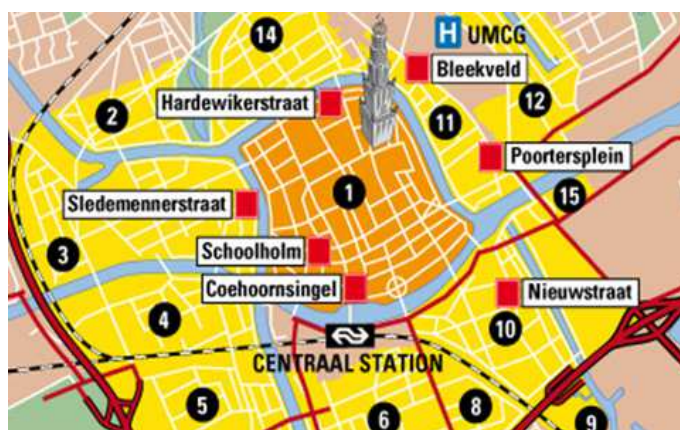 14
H UMCG
Bleekveld
2
Hardewikerstraat
12
11
Poortersplein
1
15
Sledemennerstraat
3
Schoolholm
Coehoornsingel
Nieuwstraat
4
10
CENTRAAL STATION
5
6
8
9